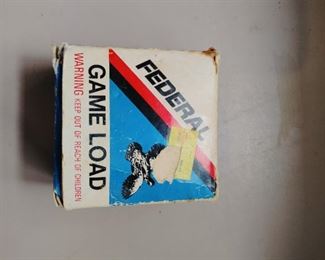 FEDERAL
GAME LOAD
WARNING KEEP OUT OF REACH OF CHILDREN